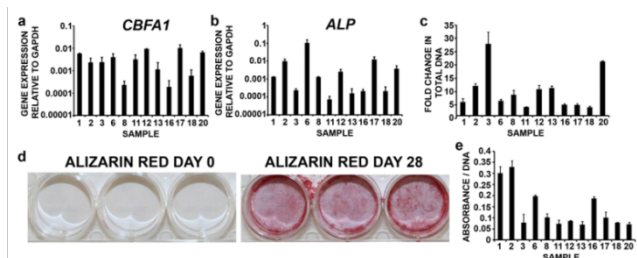 a
CBFA1
GENE EXPRESSION
RELATIVE TO GAPDH
0.1
0.01
0.001
0.0001
0.00001
1 2 3 6 8 11 12 13 16 17 18 20
SAMPLE
b
ALP
GENE EXPRESSION
RELATIVE TO GAPDH
1
0.1
0.01
0.001
0.0001
0.00001
1 2 3 6 8 11 12 13 16 17 18 20
SAMPLE
c
FOLD CHANGE IN
TOTAL DNA
35
30
25
20
15
10
5
0
1 2 3 6 8 11 12 13 16 17 18 20
SAMPLE
d
ALIZARIN RED DAY 0
ALIZARIN RED DAY 28
e
ABSORBANCE / DNA
0.4
0.35
0.3
0.25
0.2
0.15
0.1
0.05
0
1 2 3 6 8 11 12 13 16 17 18 20
SAMPLE